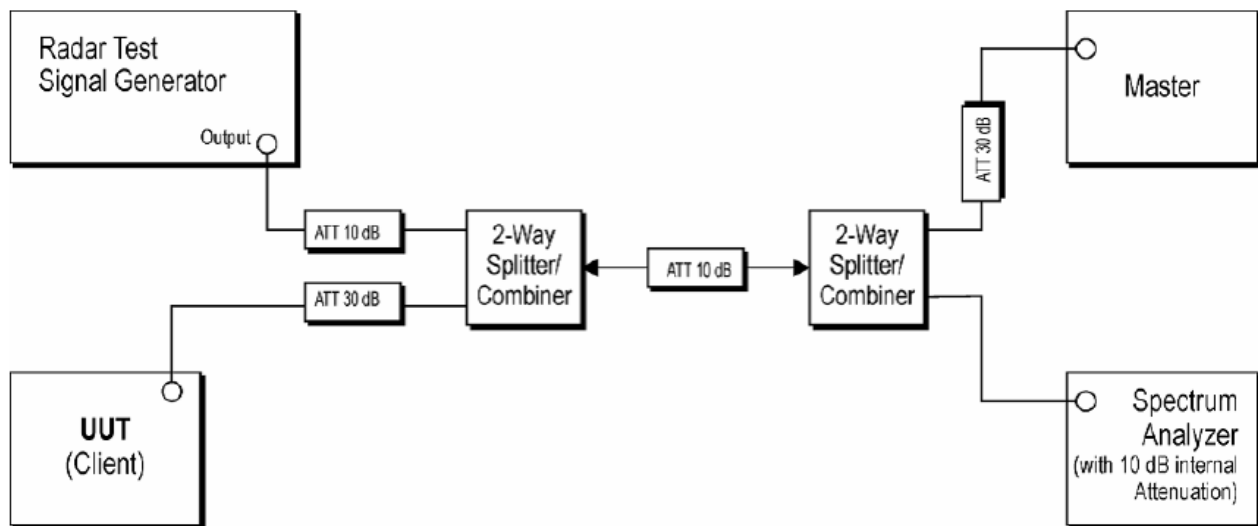 Radar Test
Signal Generator
Output
ATT 10 dB
ATT 30 dB
UUT
(Client)
2-Way
Splitter/
Combiner
ATT 10 dB
2-Way
Splitter/
Combiner
ATT 30 dB
Master
Spectrum
Analyzer
(with 10 dB internal
Attenuation)